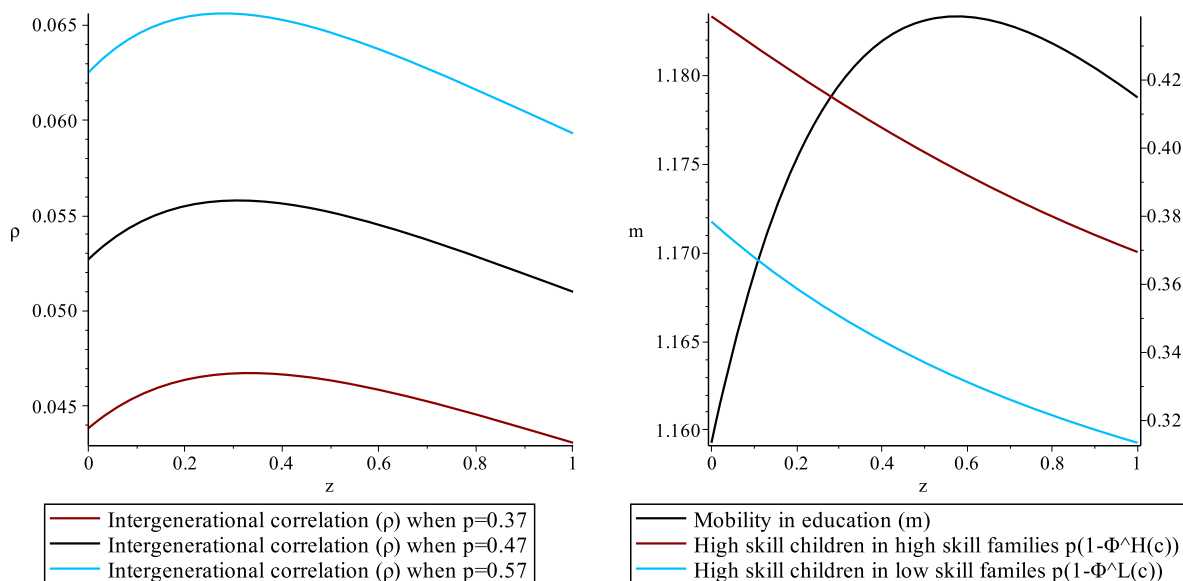 0.065
0.060
0.055
0.050
0.045
ρ
0
0.2
0.4
0.6
0.8
1
z
Intergenerational correlation (ρ) when p=0.37
Intergenerational correlation (ρ) when p=0.47
Intergenerational correlation (ρ) when p=0.57
1.180
1.175
1.170
1.165
1.160
m
0.42
0.40
0.38
0.36
0.34
0.32
0
0.2
0.4
0.6
0.8
1
z
Mobility in education (m)
High skill children in high skill families p(1-Φ^H(c))
High skill children in low skill familes p(1-Φ^L(c))